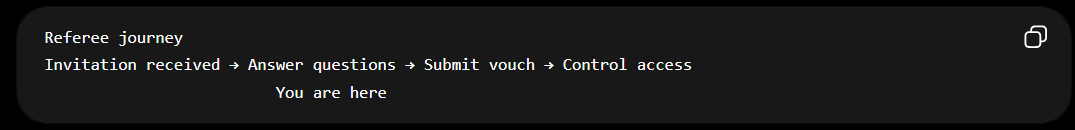 Referee journey
Invitation received → Answer questions → Submit vouch → Control access
You are here